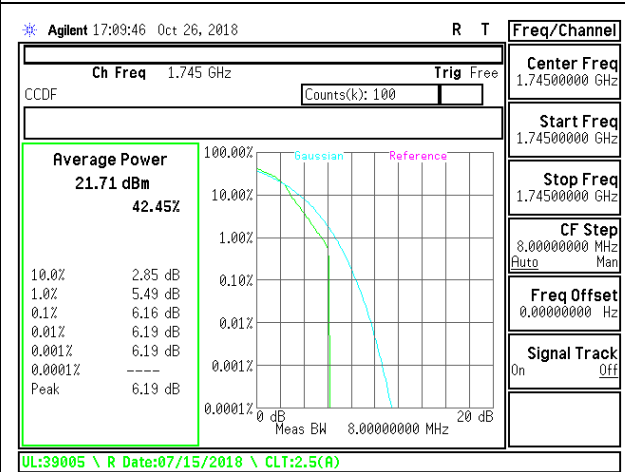 Agilent 17:09:46 Oct 26, 2018 R T
Freq/Channel
Ch Freq 1.745 GHz Trig Free
CCDF Counts(k): 100
Average Power
21.71 dBm
42.45%
10.0% 2.85 dB
1.0% 5.49 dB
0.1% 6.16 dB
0.01% 6.19 dB
0.001% 6.19 dB
0.0001% ----
Peak 6.19 dB
Gaussian Reference
100.00%
10.00%
1.00%
0.10%
0.01%
0.001%
0.0001%
0 dB 20 dB
Meas BW 8.00000000 MHz
Center Freq
1.74500000 GHz
Start Freq
1.74500000 GHz
Stop Freq
1.74500000 GHz
CF Step
8.00000000 MHz
Auto Man
Freq Offset
0.00000000 Hz
Signal Track
On Off
VL:39005 \ R Date:07/15/2018 \ CLT:2.5(A)